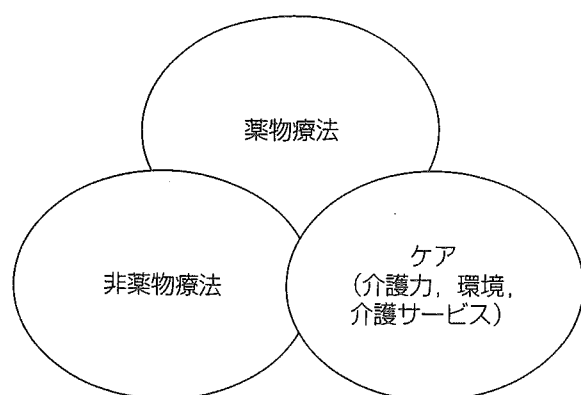 薬物療法
非薬物療法
ケア
（介護力，環境，
介護サービス）